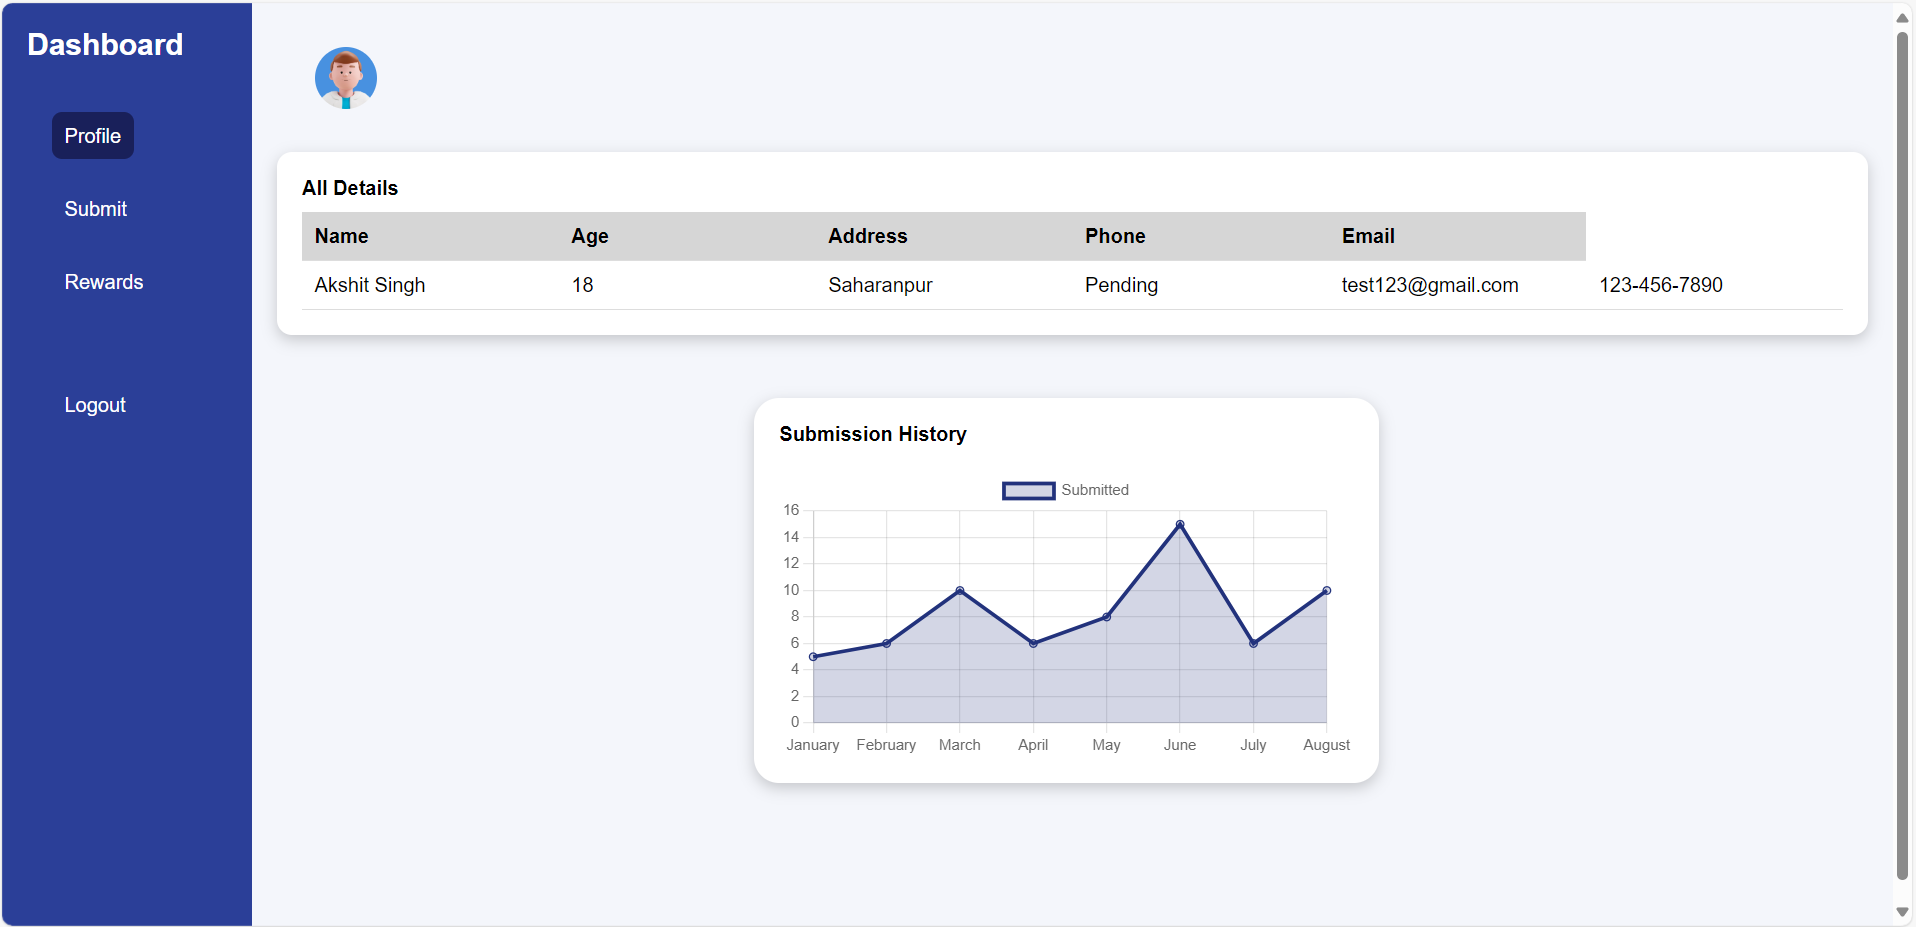 Dashboard
Profile
Submit
Rewards
Logout
All Details
Name Age Address Phone Email
Akshit Singh 18 Saharanpur Pending test123@gmail.com 123-456-7890
Submission History
Submitted
16
14
12
10
8
6
4
2
0
January February March April May June July August